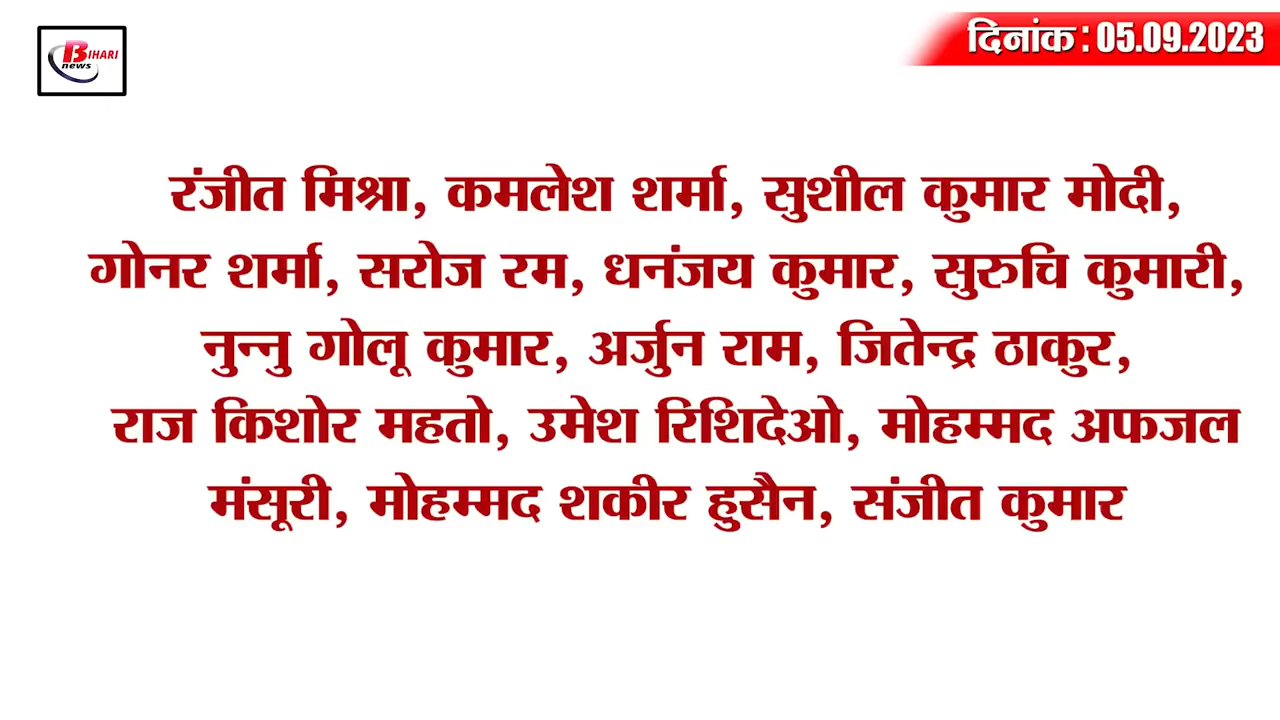 BIHARI
news
दिनांक : 05.09.2023
रंजीत मिश्रा, कमलेश शर्मा, सुशील कुमार मोदी,
गोनर शर्मा, सरोज रम, धनंजय कुमार, सुरुचि कुमारी,
नुन्नु गोलू कुमार, अर्जुन राम, जितेन्द्र ठाकुर,
राज किशोर महतो, उमेश रिशिदेओ, मोहम्मद अफजल
मंसूरी, मोहम्मद शकीर हुसैन, संजीत कुमार